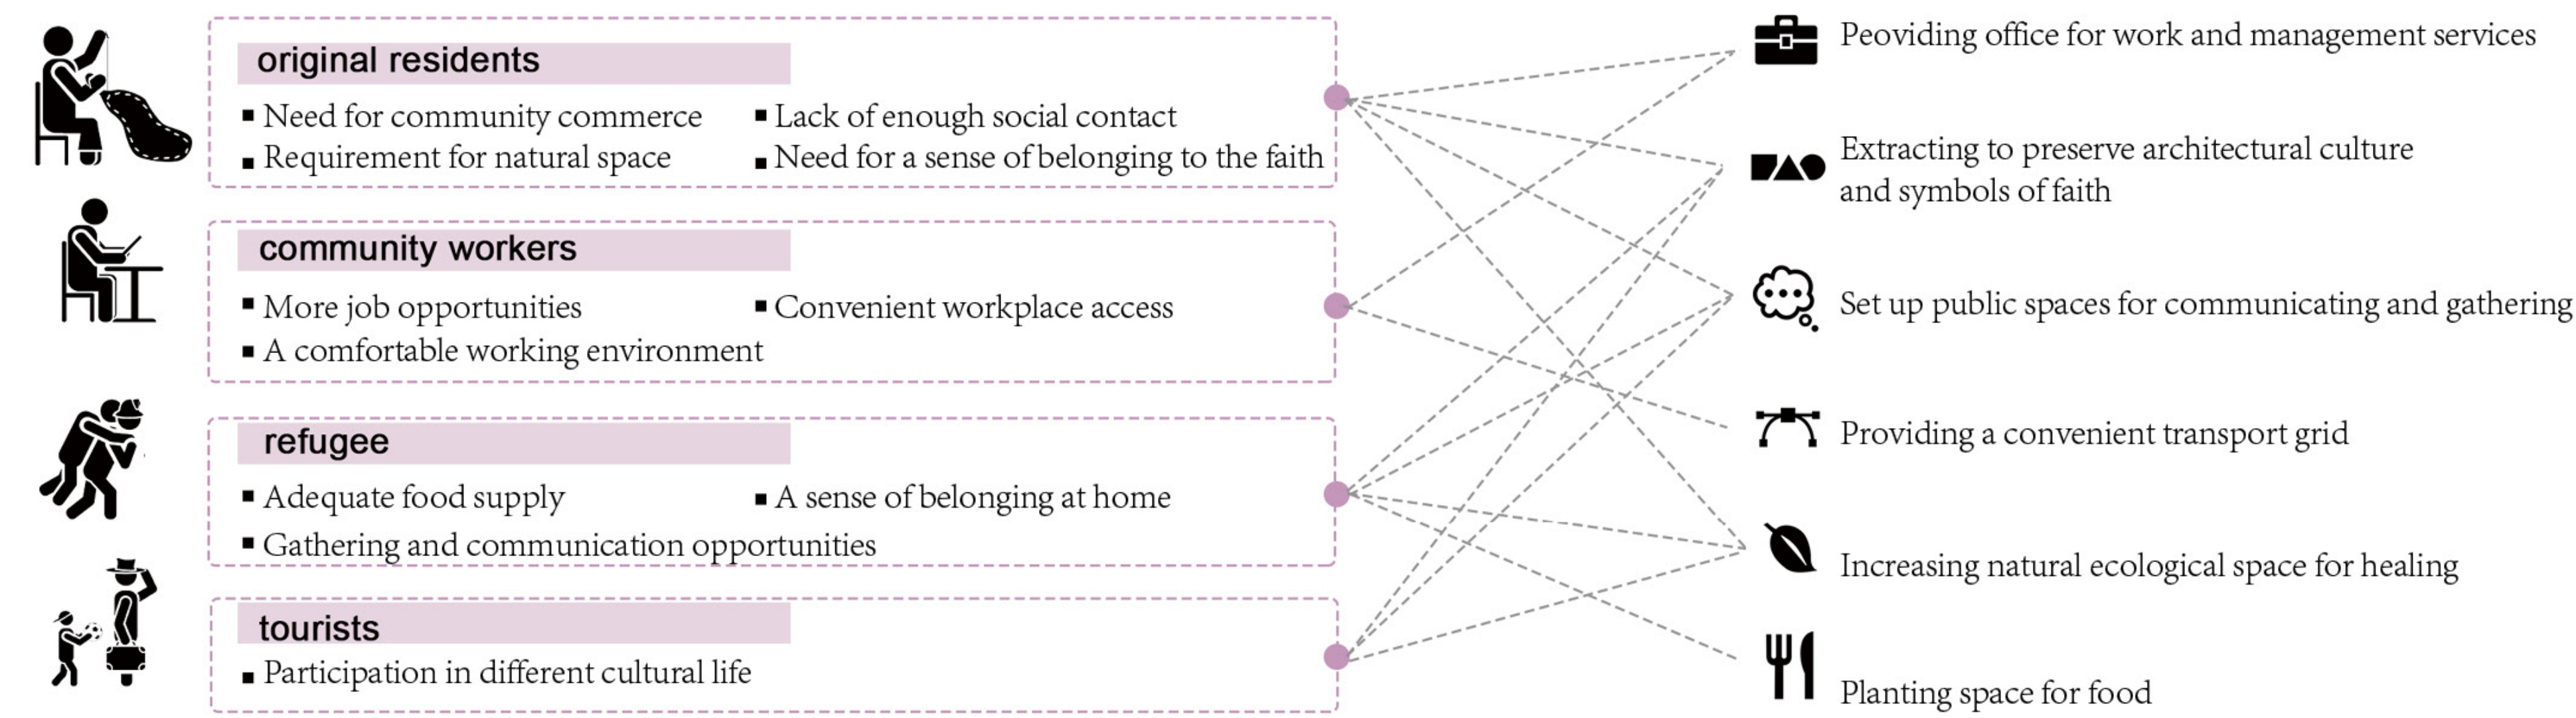 original residents
Need for community commerce
Lack of enough social contact
Requirement for natural space
Need for a sense of belonging to the faith
community workers
More job opportunities
Convenient workplace access
A comfortable working environment
refugee
Adequate food supply
A sense of belonging at home
Gathering and communication opportunities
tourists
Participation in different cultural life
Peoviding office for work and management services
Extracting to preserve architectural culture
and symbols of faith
Set up public spaces for communicating and gathering
Providing a convenient transport grid
Increasing natural ecological space for healing
Planting space for food